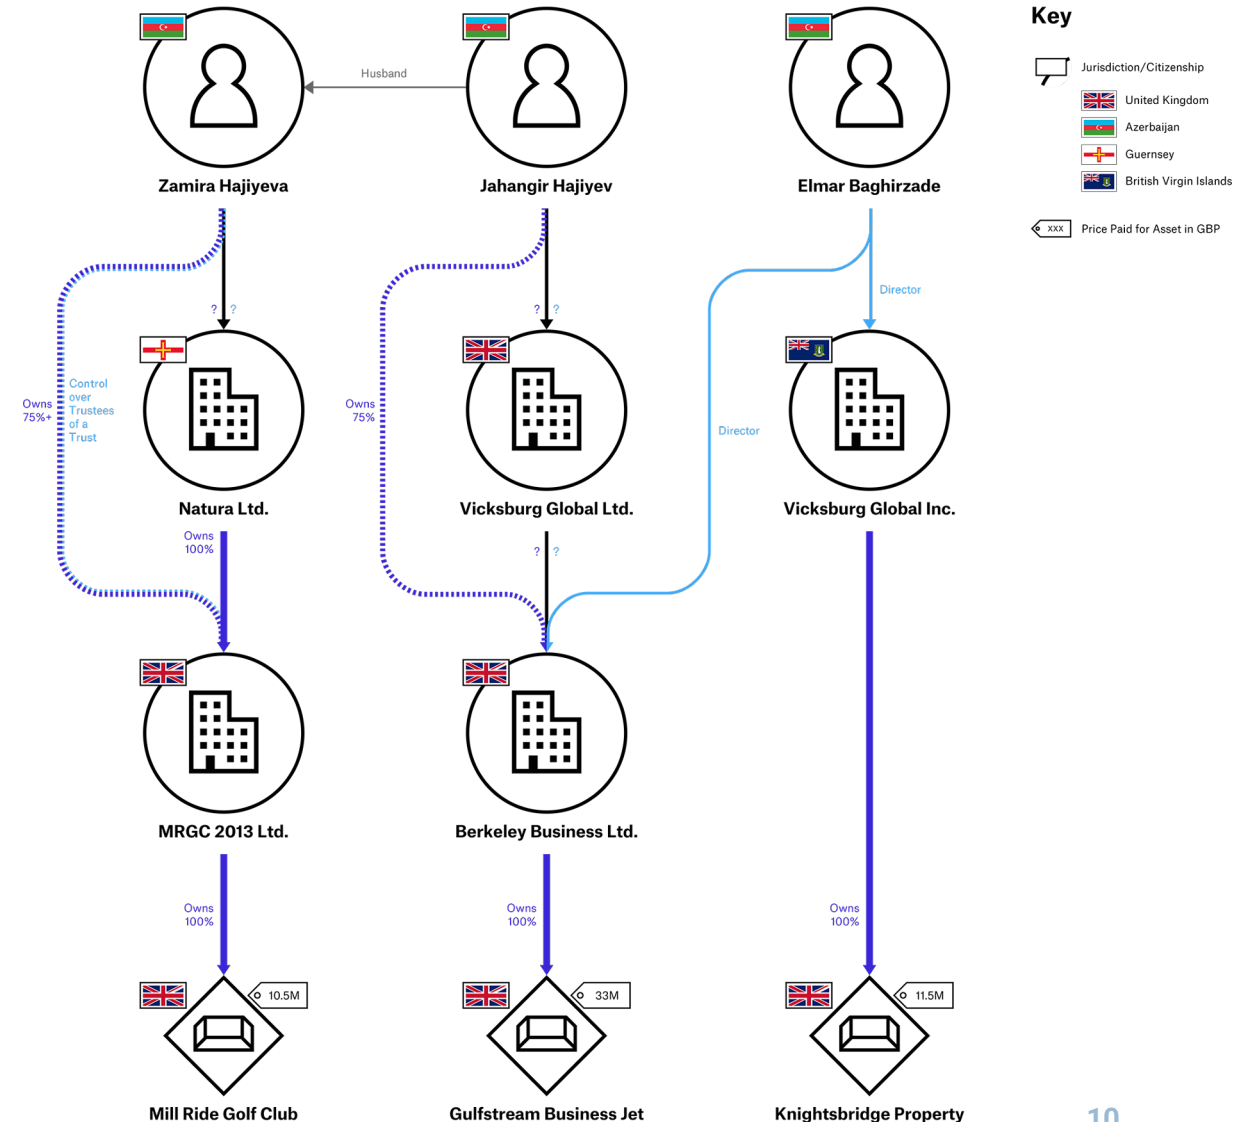 Key
Jurisdiction/Citizenship
United Kingdom
Azerbaijan
Guernsey
British Virgin Islands
XXX
Price Paid for Asset in GBP
Husband
Zamira Hajiyeva
Jahangir Hajiyev
Elmar Baghirzade
? ?
? ?
Director
Owns
75%+
Control
over
Trustees
of a
Trust
Owns
75%
Director
Natura Ltd.
Vicksburg Global Ltd.
Vicksburg Global Inc.
Owns
100%
? ?
MRGC 2013 Ltd.
Berkeley Business Ltd.
Owns
100%
Owns
100%
Owns
100%
10.5M
33M
11.5M
Mill Ride Golf Club
Gulfstream Business Jet
Knightsbridge Property
10